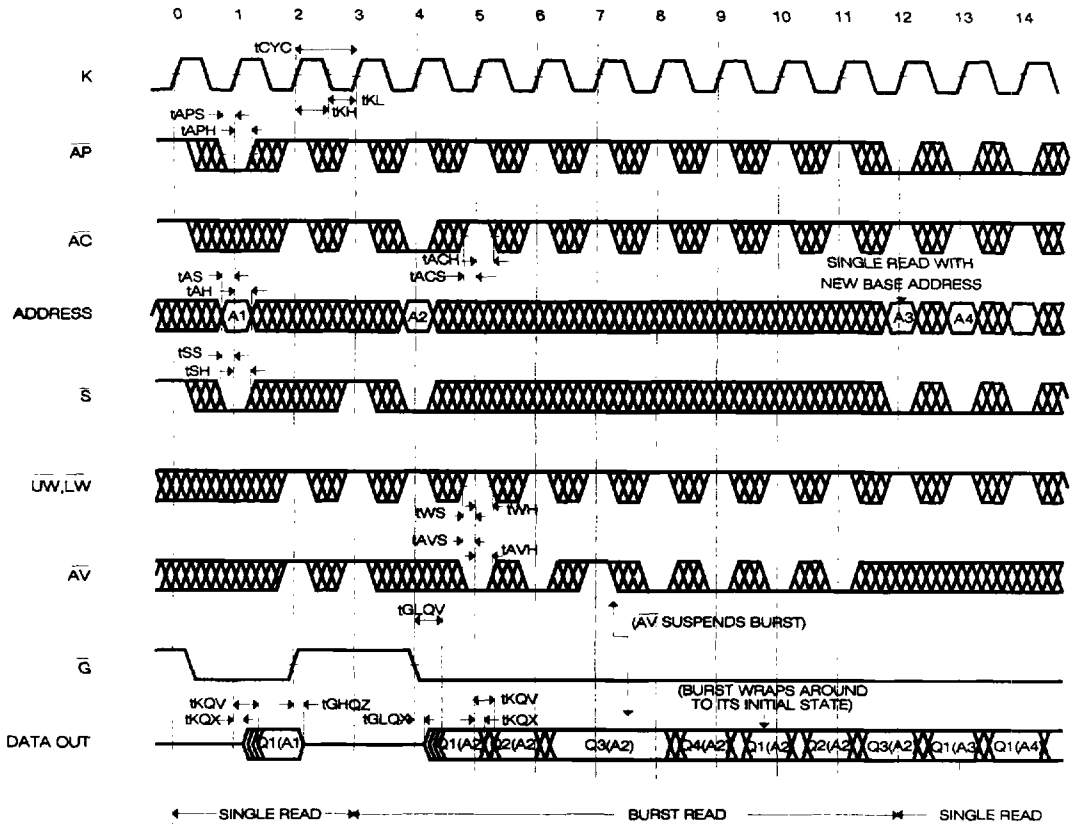 0 1 2 3 4 5 6 7 8 9 10 11 12 13 14
tCYC
K
tKL
tKH
tAPS
tAPH
AP
AC
tACH
tACS
SINGLE READ WITH
NEW BASE ADDRESS
tAS
tAH
ADDRESS
A1 A2 A3 A4
tSS
tSH
S
UW,LW
tWS tWH
tAVS
tAVH
AV
tGLQV
(AV SUSPENDS BURST)
G
(BURST WRAPS AROUND
TO ITS INITIAL STATE)
tKQV tGHQZ tKQV
tKQX tGLQX tKQX
DATA OUT
Q1(A1 Q1(A2 Q2(A2 Q3(A2) Q4(A2 Q1(A2 Q2(A2 Q3(A2 Q1(A3 Q1(A4
SINGLE READ BURST READ SINGLE READ